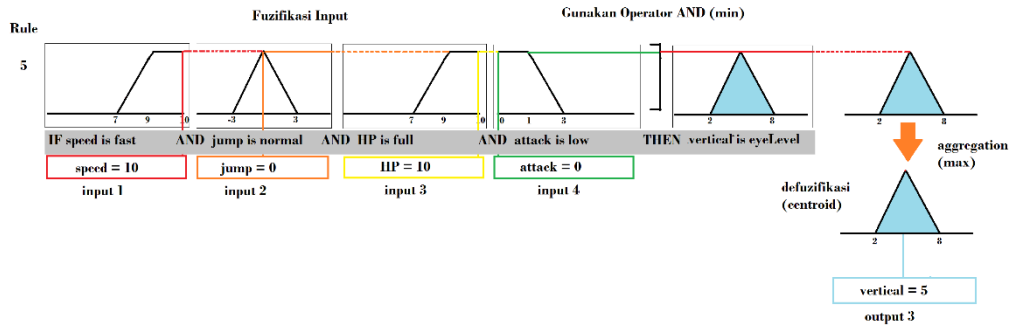 Fuzifikasi Input
Gunakan Operator AND (min)
Rule
5
7 9 10
-3 3
7 9 0
0 1 3
2 8
2 8
IF speed is fast AND jump is normal AND HP is full AND attack is low THEN vertical is eyeLevel
speed = 10
jump = 0
HP = 10
attack = 0
input 1
input 2
input 3
input 4
aggregation
(max)
defuzifikasi
(centroid)
2 8
vertical = 5
output 3